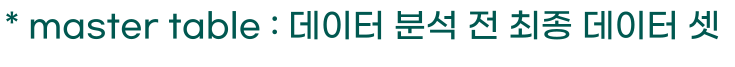 * master table : 데이터 분석 전 최종 데이터 셋